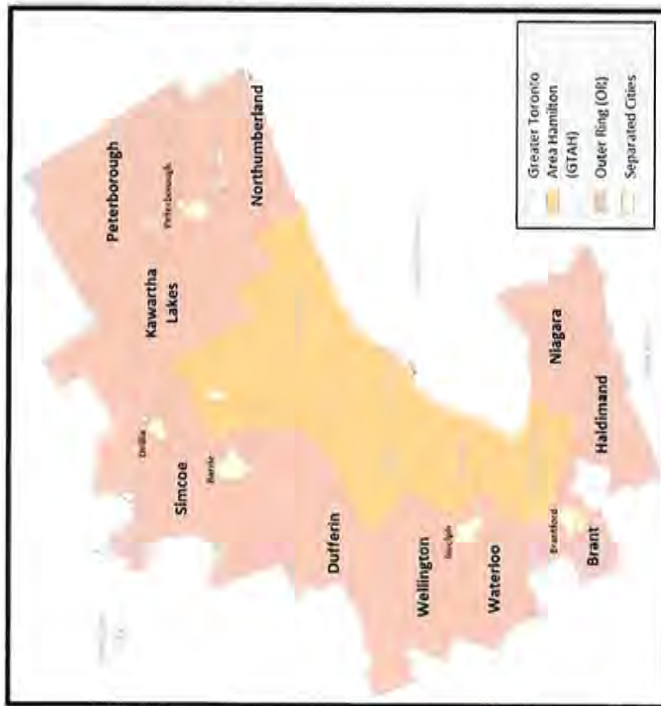 Peterborough
Peterborough
Northumberland
Kawartha
Lakes
Orillia
Barrie
Simcoe
Dufferin
Wellington
Guelph
Waterloo
Brantford
Brant
Niagara
Haldimand
Greater Toronto
Area Hamilton
(GTAH)
Outer Ring (OR)
Separated Cities